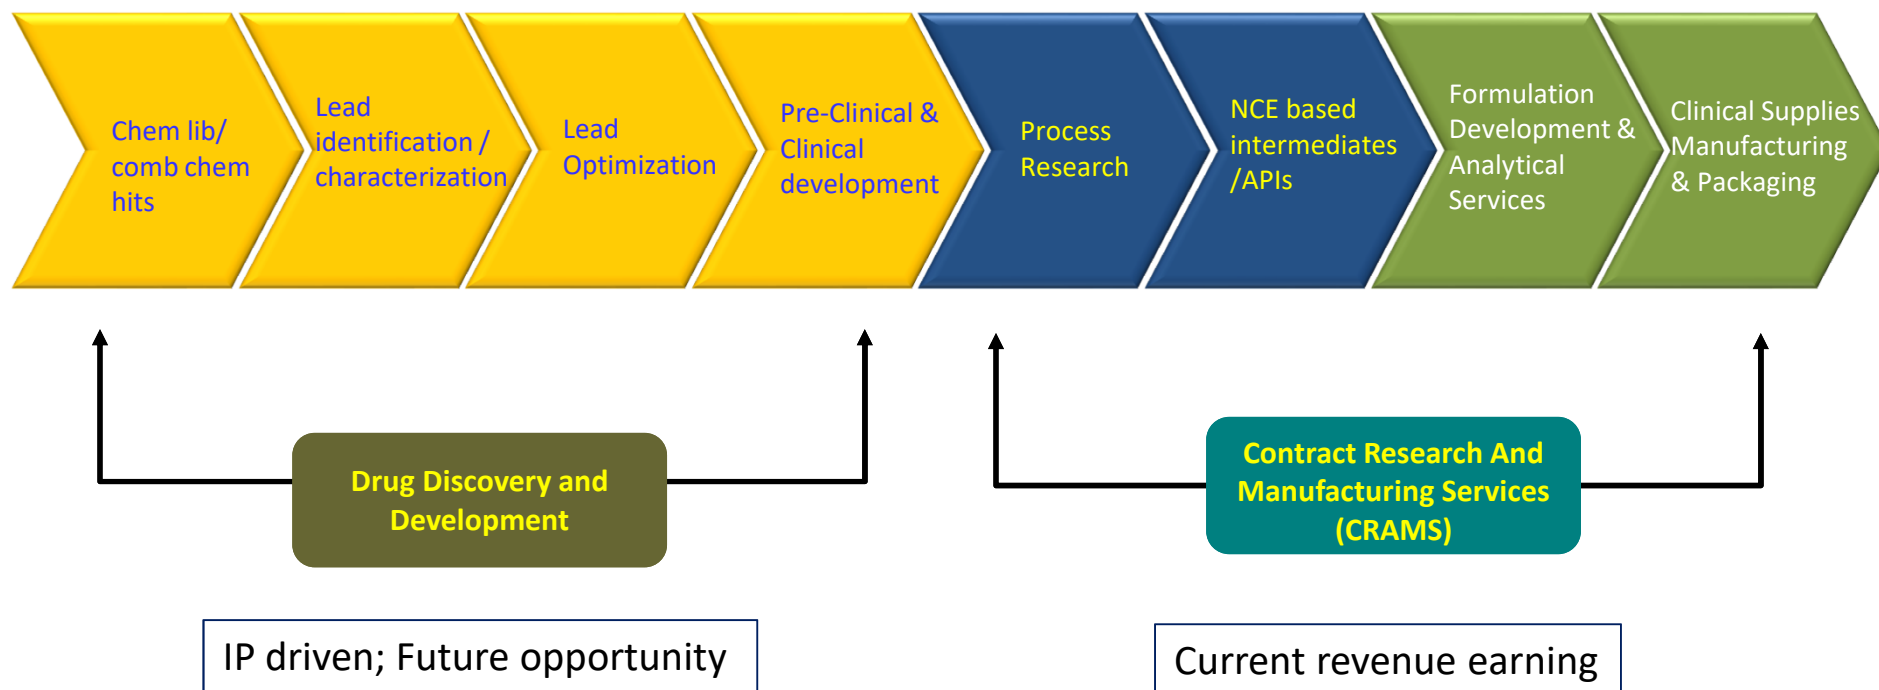 Chem lib/
comb chem
hits
Lead
identification /
characterization
Lead
Optimization
Pre-Clinical &
Clinical
development
Process
Research
NCE based
intermediates
/APIs
Formulation
Development &
Analytical
Services
Clinical Supplies
Manufacturing
& Packaging
Drug Discovery and
Development
Contract Research And
Manufacturing Services
(CRAMS)
IP driven; Future opportunity
Current revenue earning